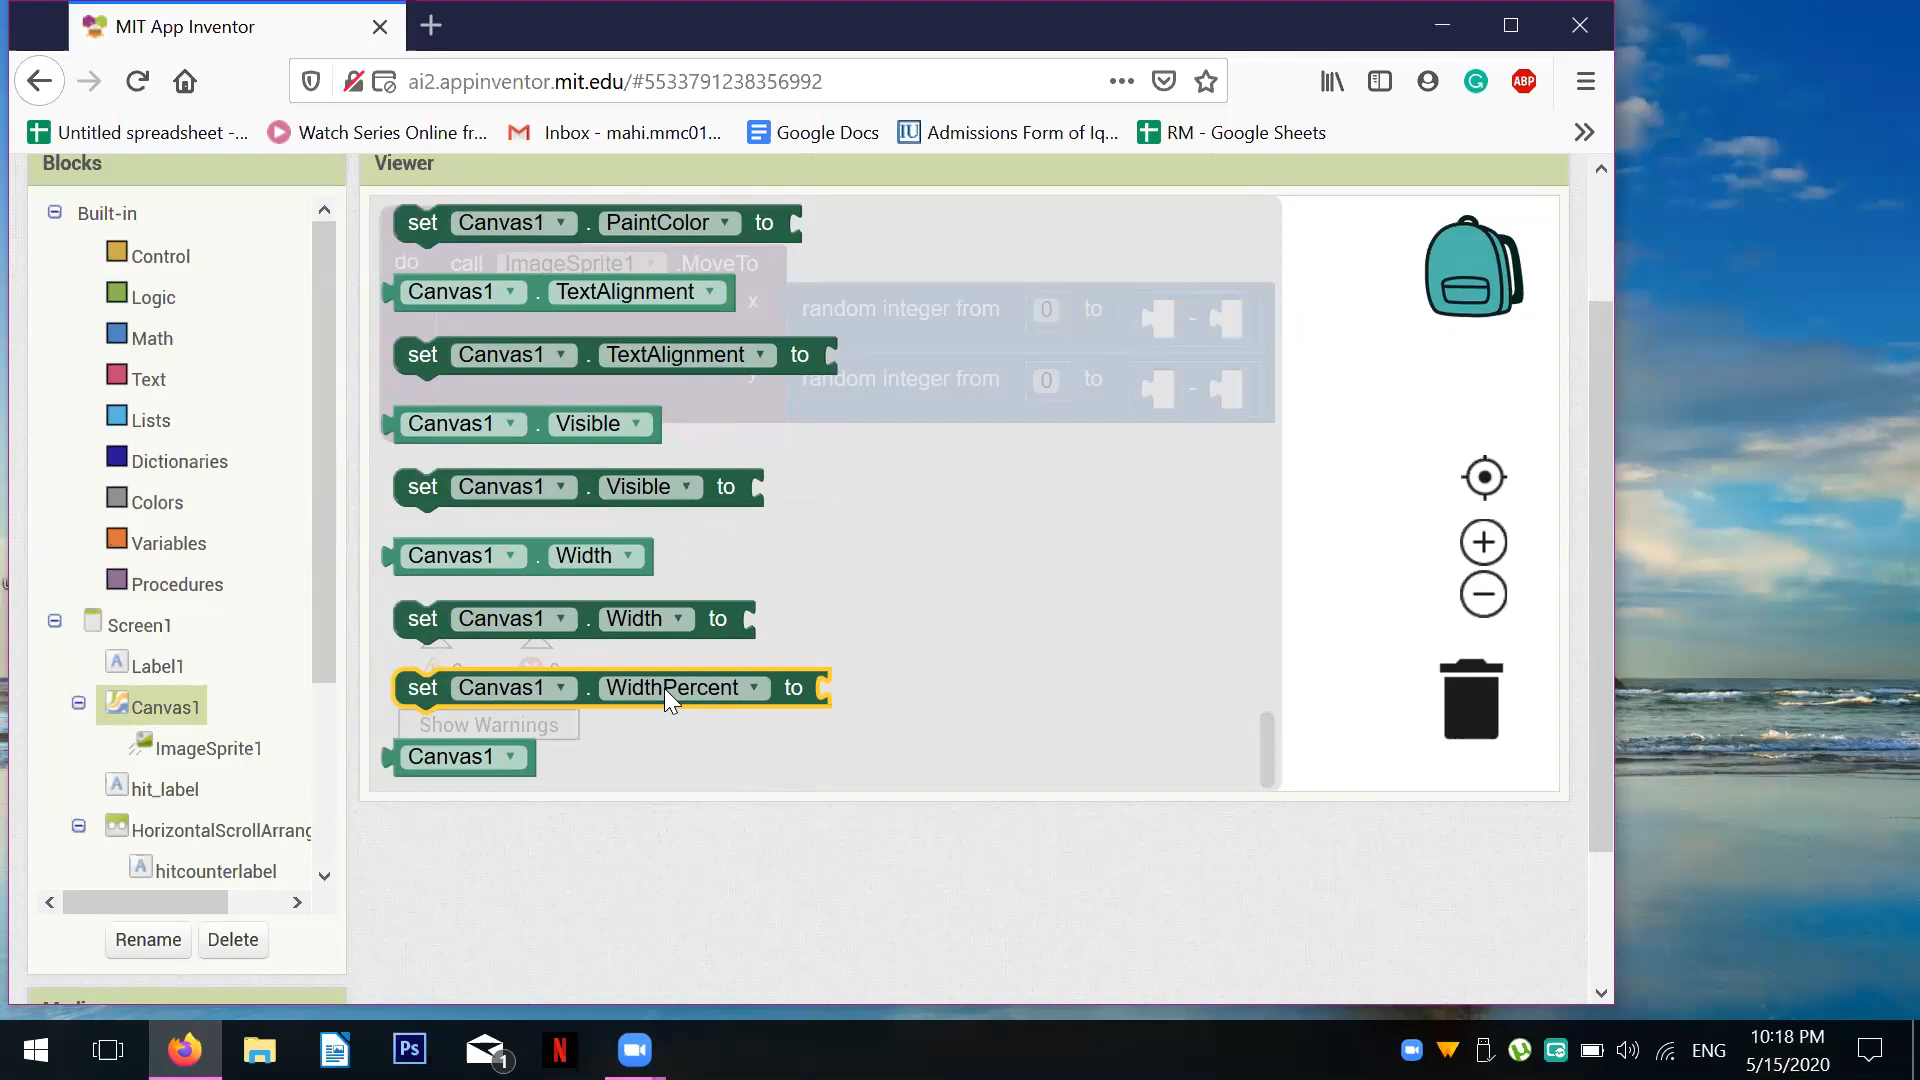 MIT App Inventor
ai2.appinventor.mit.edu/#5533791238356992
Untitled spreadsheet -...
Watch Series Online fr...
Inbox - mahi.mmc01...
Google Docs
IU
Admissions Form of Iq...
RM - Google Sheets
ABP
Blocks
Viewer
Built-in
Control
Logic
Math
Text
Lists
Dictionaries
Colors
Variables
Procedures
Screen1
Label1
Canvas1
ImageSprite1
hit_label
HorizontalScrollArrang
hitcounterlabel
Rename
Delete
set Canvas1 . PaintColor to
do call ImageSprite1 .MoveTo
Canvas1 . TextAlignment
x random integer from 0 to -
set Canvas1 . TextAlignment to
y random integer from 0 to -
Canvas1 . Visible
set Canvas1 . Visible to
Canvas1 . Width
set Canvas1 . Width to
set Canvas1 . WidthPercent to
Show Warnings
Canvas1
Ps
1
N
ENG
10:18 PM
5/15/2020